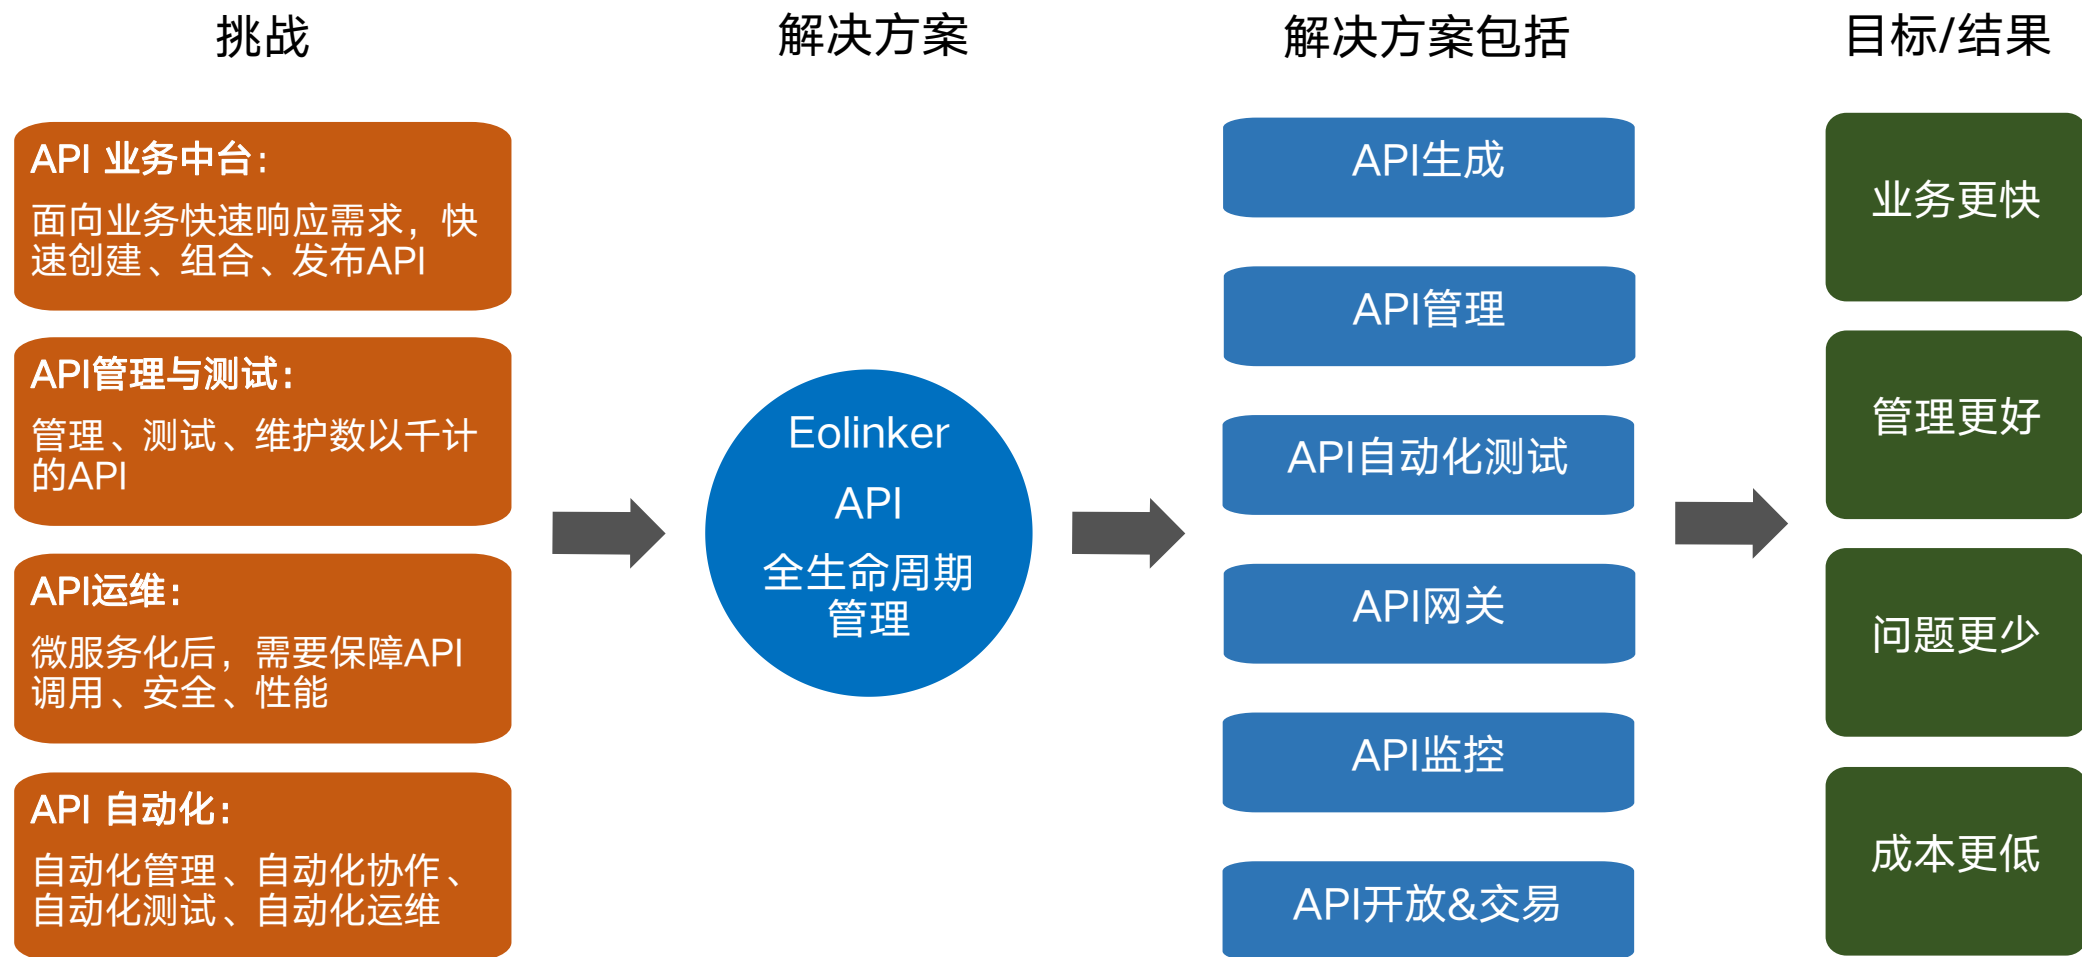 挑战
解决方案
解决方案包括
目标/结果
API 业务中台：
面向业务快速响应需求，快
速创建、组合、发布API
API管理与测试：
管理、测试、维护数以千计
的API
API运维：
微服务化后，需要保障API
调用、安全、性能
API 自动化：
自动化管理、自动化协作、
自动化测试、自动化运维
Eolinker
API
全生命周期
管理
API生成
API管理
API自动化测试
API网关
API监控
API开放&交易
业务更快
管理更好
问题更少
成本更低